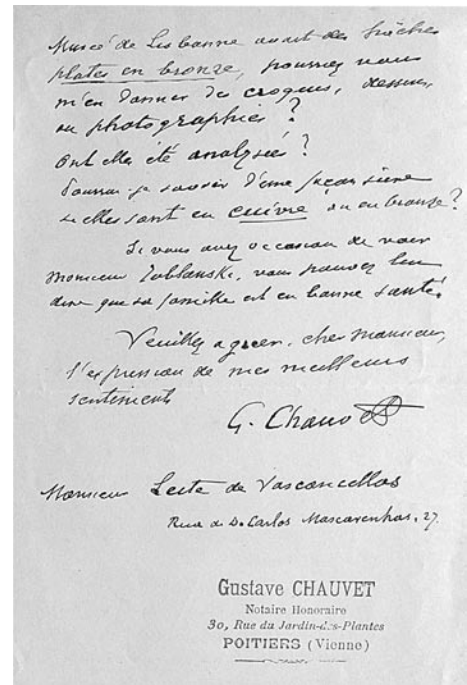 Musée de Lisbonne avait des flèches
plates en bronze, pourriez vous
m'en donner des croquis, dessins,
ou photographies ?
Ont elles été analysées ?
Pourrai-je savoir d'une façon sûre
si elles sont en cuivre ou en bronze ?
Si vous avez occasion de voir
Monsieur Zoblanski, vous pouvez lui
dire que sa famille est en bonne santé.
Veuillez agréer, cher Monsieur,
l'expression de mes meilleurs
sentiments
G. Chauvet
Monsieur Leite de Vasconcellos
Rua de D. Carlos Mascarenhas, 27
Gustave CHAUVET
Notaire Honoraire
30, Rue du Jardin-des-Plantes
POITIERS (Vienne)